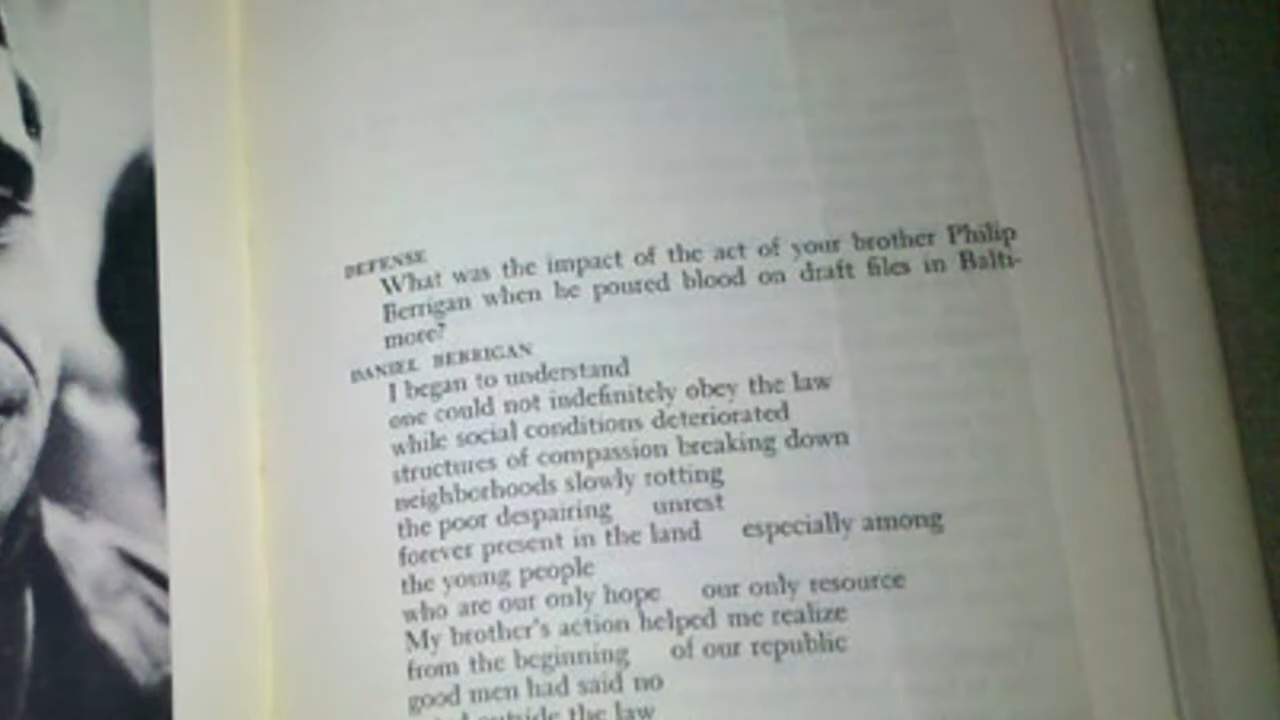 DEFENSE
What was the impact of the act of your brother Philip
Berrigan when he poured blood on draft files in Balti-
more?
DANIEL BERRIGAN
I began to understand
one could not indefinitely obey the law
while social conditions deteriorated
structures of compassion breaking down
neighborhoods slowly rotting
the poor despairing unrest
forever present in the land especially among
the young people
who are our only hope our only resource
My brother's action helped me realize
from the beginning of our republic
good men had said no
outside the law